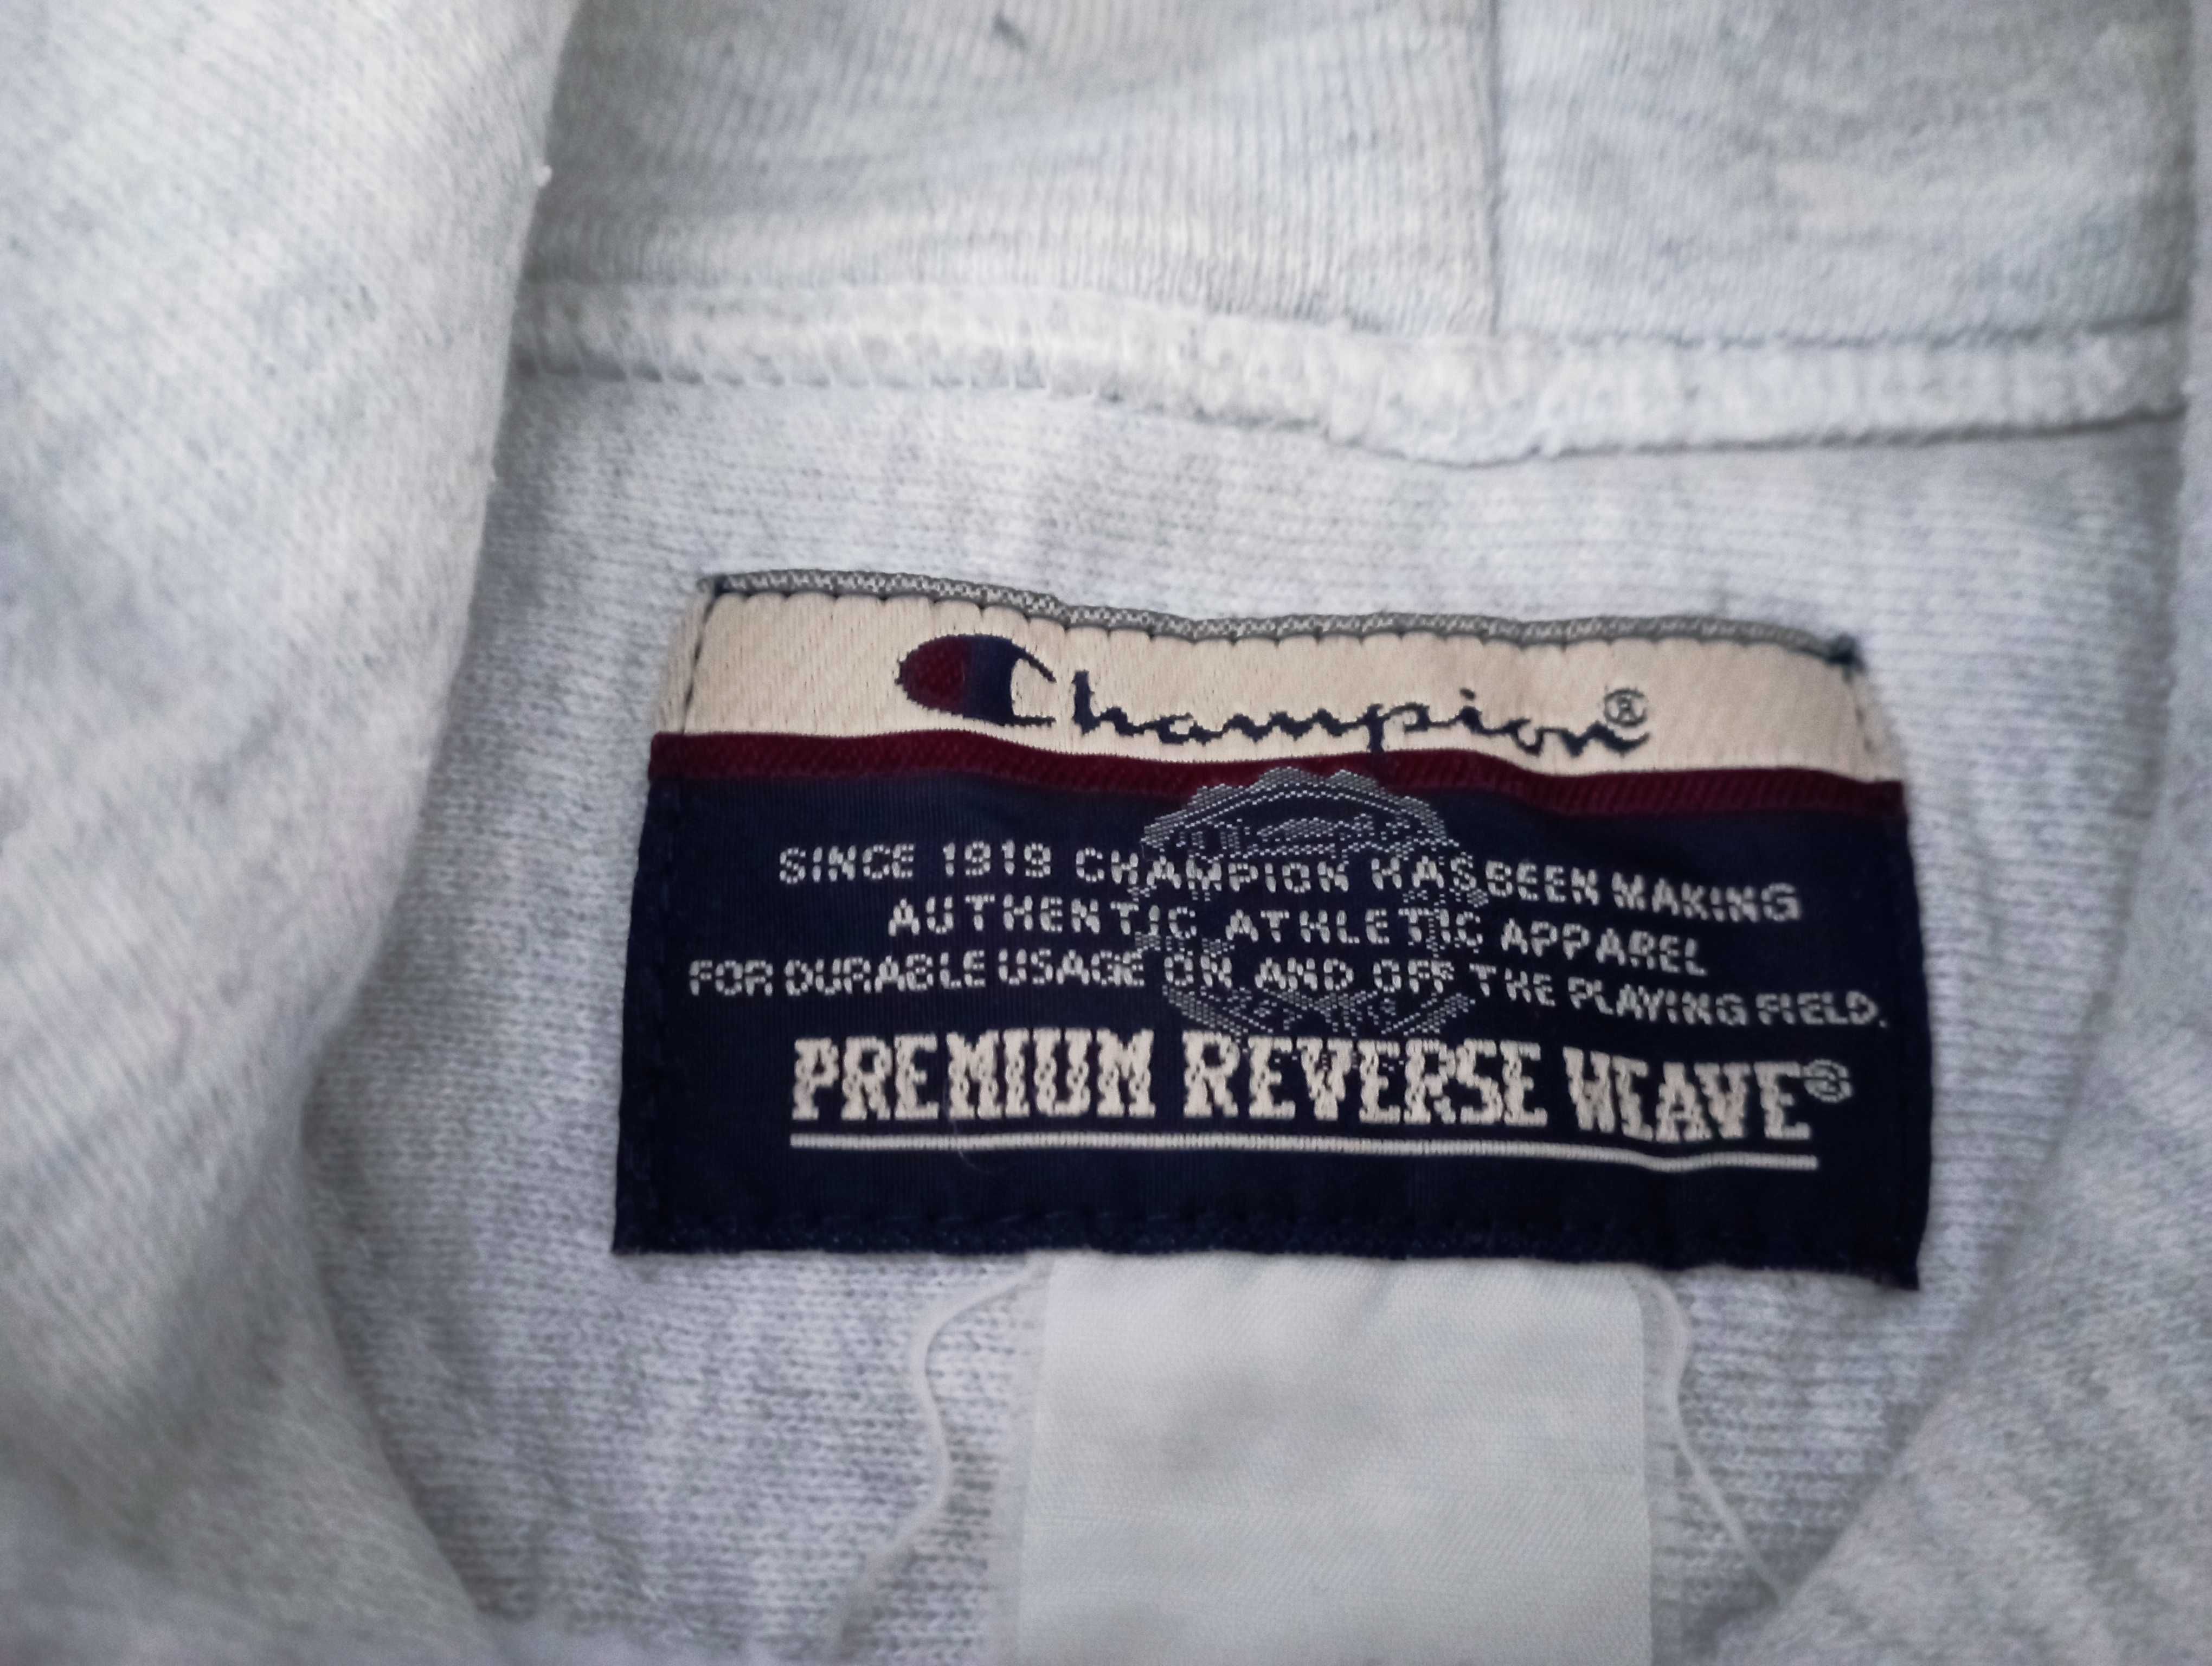 Champion®
SINCE 1919 CHAMPION HAS BEEN MAKING
AUTHENTIC ATHLETIC APPAREL
FOR DURABLE USAGE ON AND OFF THE PLAYING FIELD.
PREMIUM REVERSE WEAVE®